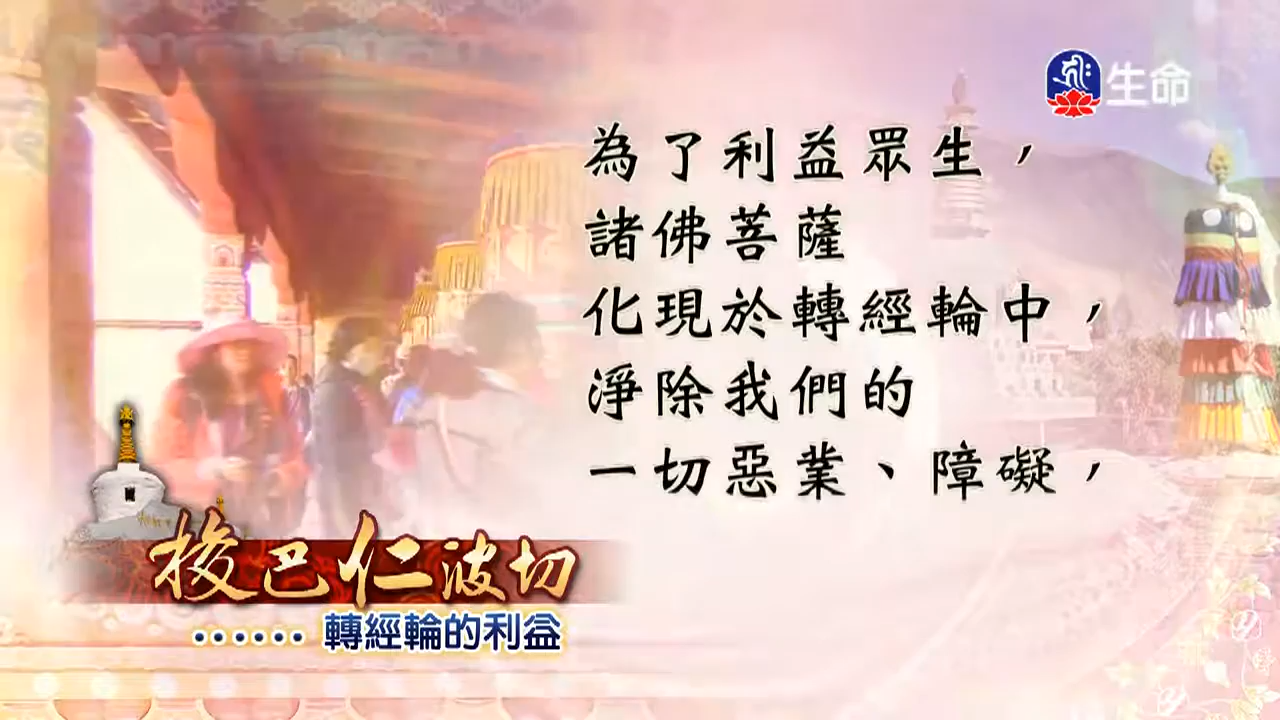 生命
為了利益眾生，
諸佛菩薩
化現於轉經輪中，
淨除我們的
一切惡業、障礙，
梭巴仁波切
…… 轉經輪的利益